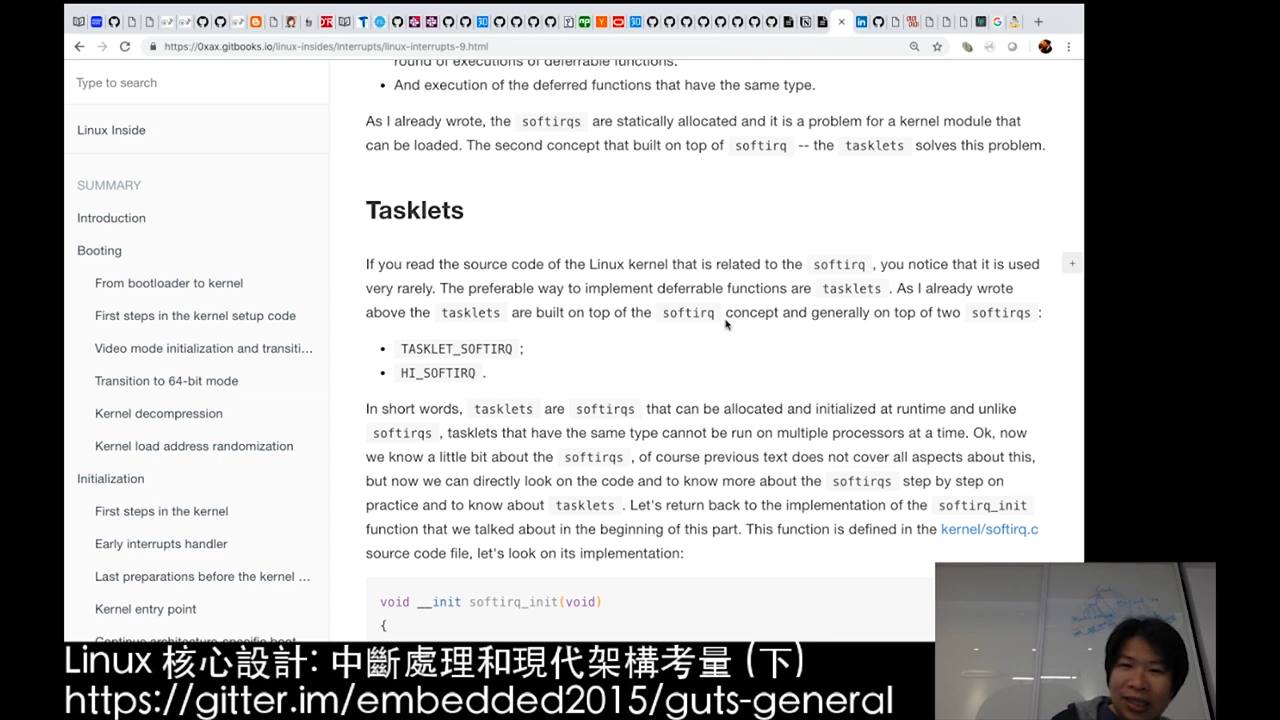 https://0xax.gitbooks.io/linux-insides/Interrupts/linux-interrupts-9.html
Type to search
Linux Inside
SUMMARY
Introduction
Booting
From bootloader to kernel
First steps in the kernel setup code
Video mode initialization and transiti...
Transition to 64-bit mode
Kernel decompression
Kernel load address randomization
Initialization
First steps in the kernel
Early interrupts handler
Last preparations before the kernel ...
Kernel entry point
Continue architecture-specific boot
round of executions of deferrable functions.
• And execution of the deferred functions that have the same type.
As I already wrote, the softirqs are statically allocated and it is a problem for a kernel module that
can be loaded. The second concept that built on top of softirq -- the tasklets solves this problem.
Tasklets
If you read the source code of the Linux kernel that is related to the softirq , you notice that it is used
very rarely. The preferable way to implement deferrable functions are tasklets . As I already wrote
above the tasklets are built on top of the softirq concept and generally on top of two softirqs :
• TASKLET_SOFTIRQ ;
• HI_SOFTIRQ .
In short words, tasklets are softirqs that can be allocated and initialized at runtime and unlike
softirqs , tasklets that have the same type cannot be run on multiple processors at a time. Ok, now
we know a little bit about the softirqs , of course previous text does not cover all aspects about this,
but now we can directly look on the code and to know more about the softirqs step by step on
practice and to know about tasklets . Let's return back to the implementation of the softirq_init
function that we talked about in the beginning of this part. This function is defined in the kernel/softirq.c
source code file, let's look on its implementation:
void __init softirq_init(void)
{
Linux 核心設計: 中斷處理和現代架構考量 (下)
https://gitter.im/embedded2015/guts-general